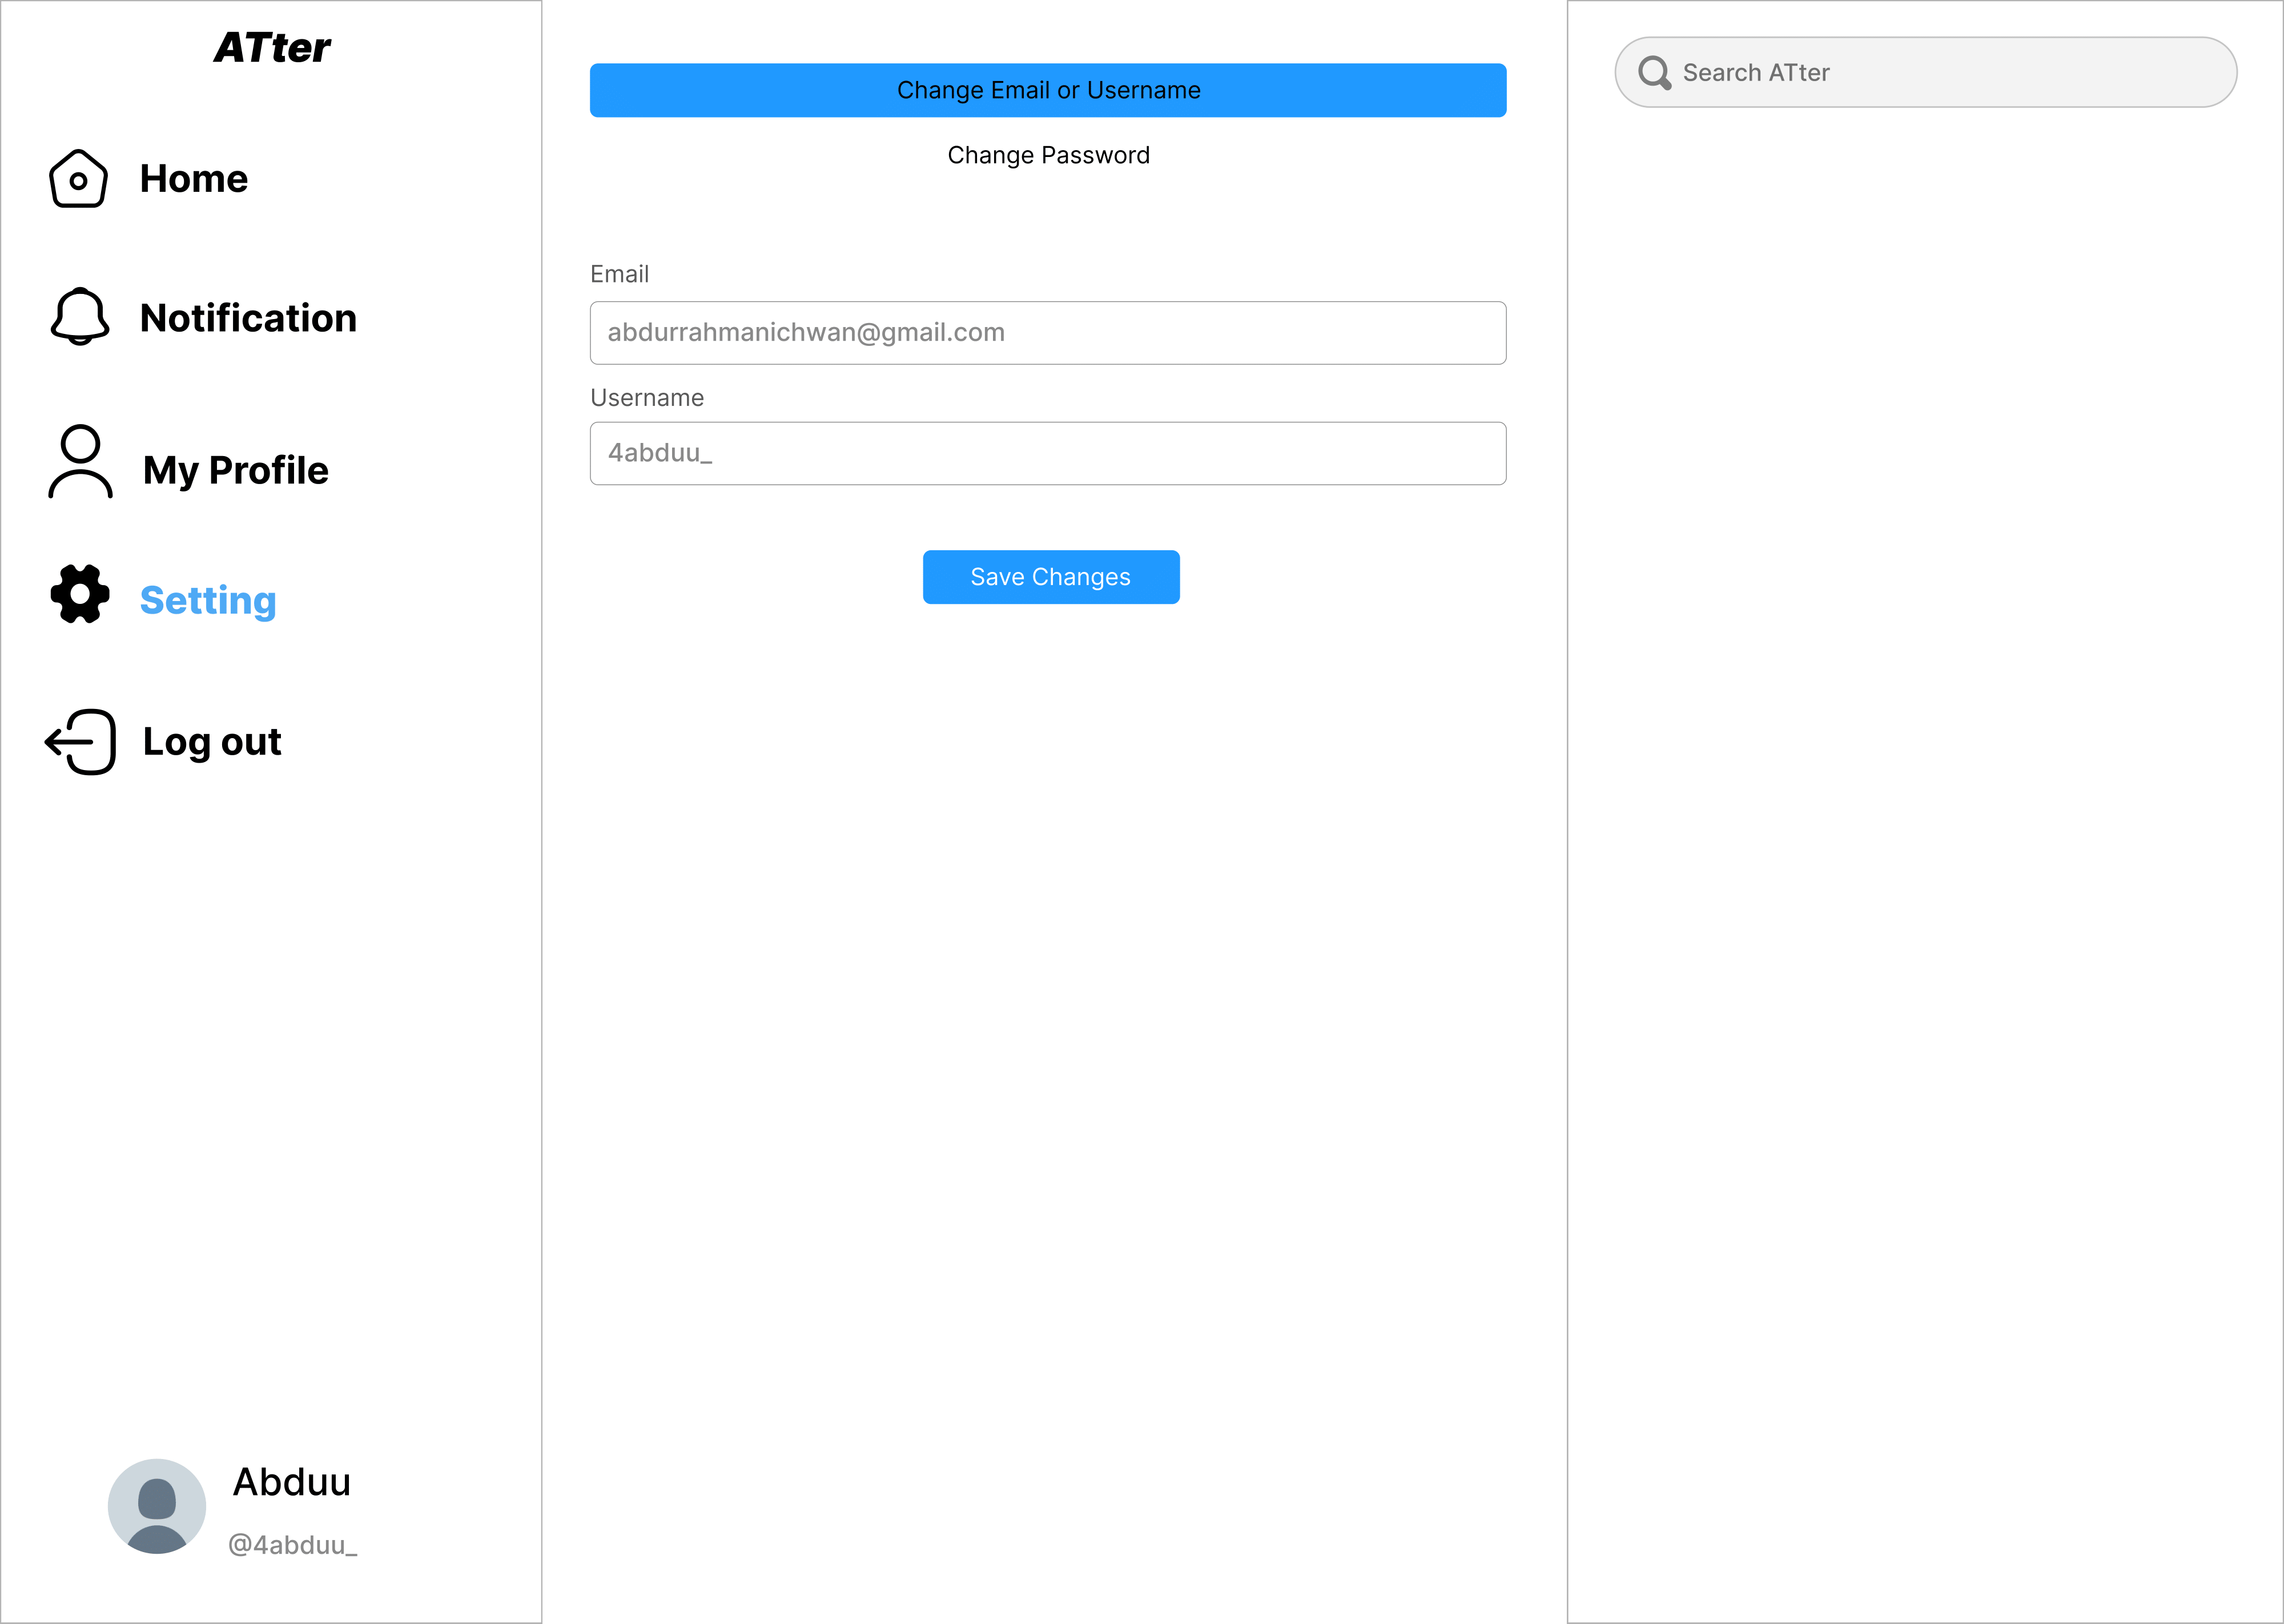 ATter
Home
Notification
My Profile
Setting
Log out
Abduu
@4abduu_
Change Email or Username
Change Password
Email
abdurrahmanichwan@gmail.com
Username
4abduu_
Save Changes
Search ATter